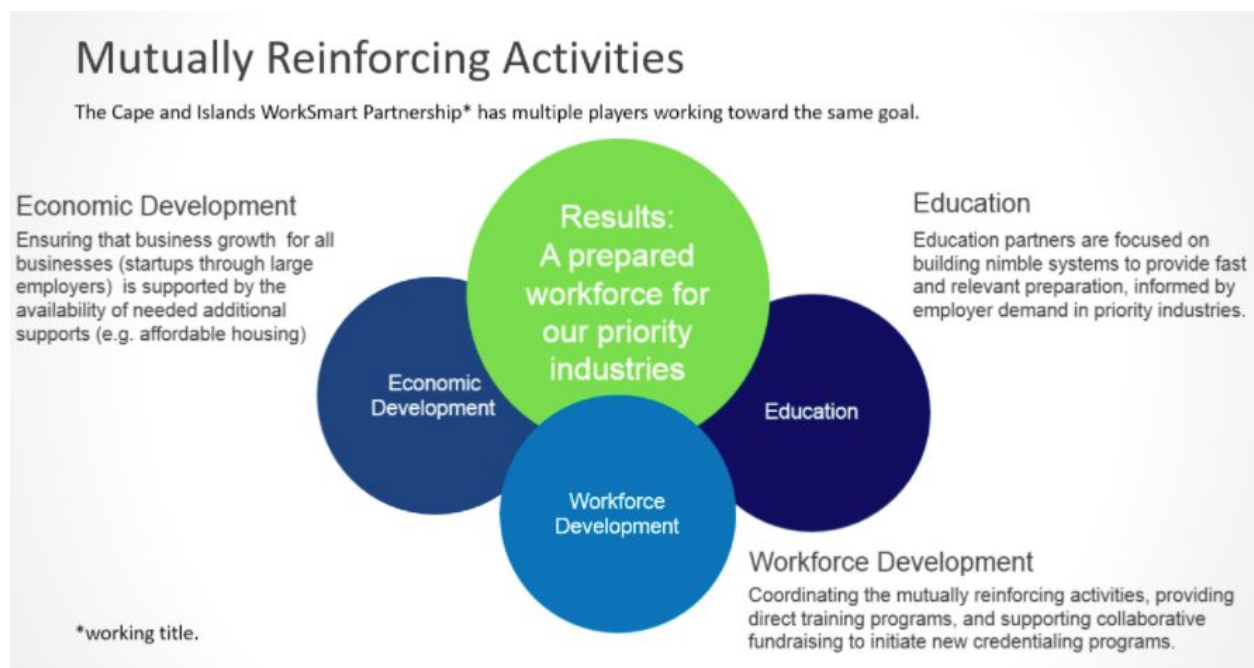 Mutually Reinforcing Activities
The Cape and Islands WorkSmart Partnership* has multiple players working toward the same goal.
Economic Development
Ensuring that business growth for all
businesses (startups through large
employers) is supported by the
availability of needed additional
supports (e.g. affordable housing)
Results:
A prepared
workforce for
our priority
industries
Education
Education partners are focused on
building nimble systems to provide fast
and relevant preparation, informed by
employer demand in priority industries.
Economic
Development
Education
Workforce
Development
Workforce Development
Coordinating the mutually reinforcing activities, providing
direct training programs, and supporting collaborative
fundraising to initiate new credentialing programs.
*working title.